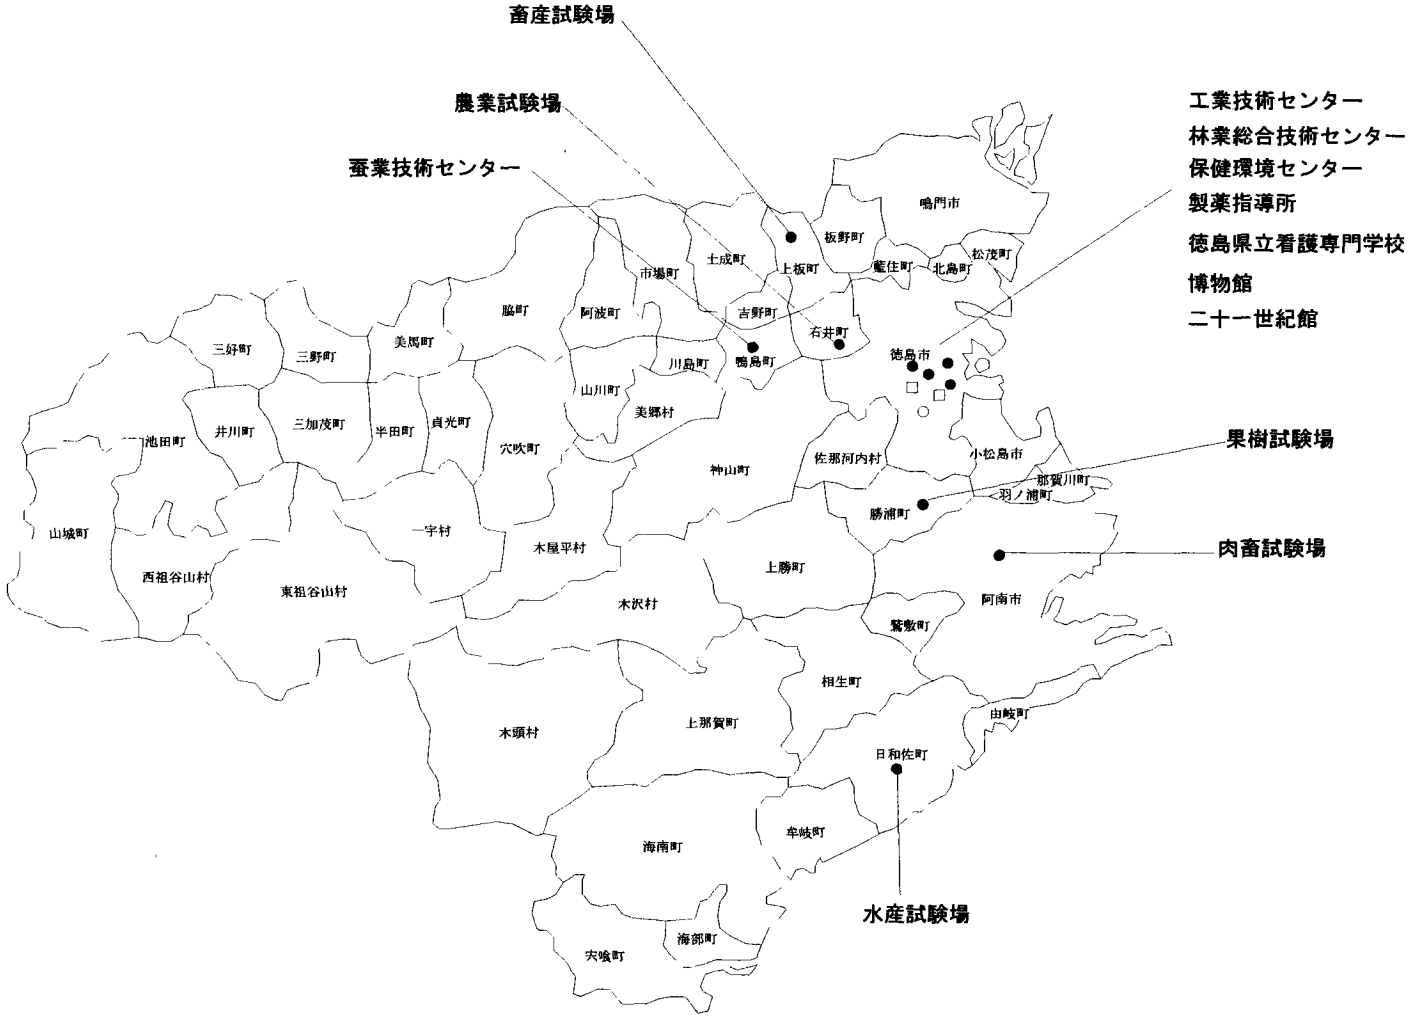 畜産試験場
農業試験場
蚕業技術センター
工業技術センター
林業総合技術センター
保健環境センター
製薬指導所
徳島県立看護専門学校
博物館
二十一世紀館
鳴門市
板野町
松茂町
土成町
上板町
藍住町
北島町
市場町
脇町
阿波町
吉野町
石井町
美馬町
三好町
三野町
川島町
鴨島町
徳島市
山川町
美郷村
池田町
井川町
三加茂町
半田町
貞光町
穴吹町
神山町
佐那河内村
小松島市
果樹試験場
那賀川町
羽ノ浦町
勝浦町
山城町
一宇村
木屋平村
肉畜試験場
西祖谷山村
東祖谷山村
上勝町
木沢村
阿南市
鷲敷町
相生町
木頭村
上那賀町
由岐町
日和佐町
牟岐町
海南町
水産試験場
海部町
宍喰町